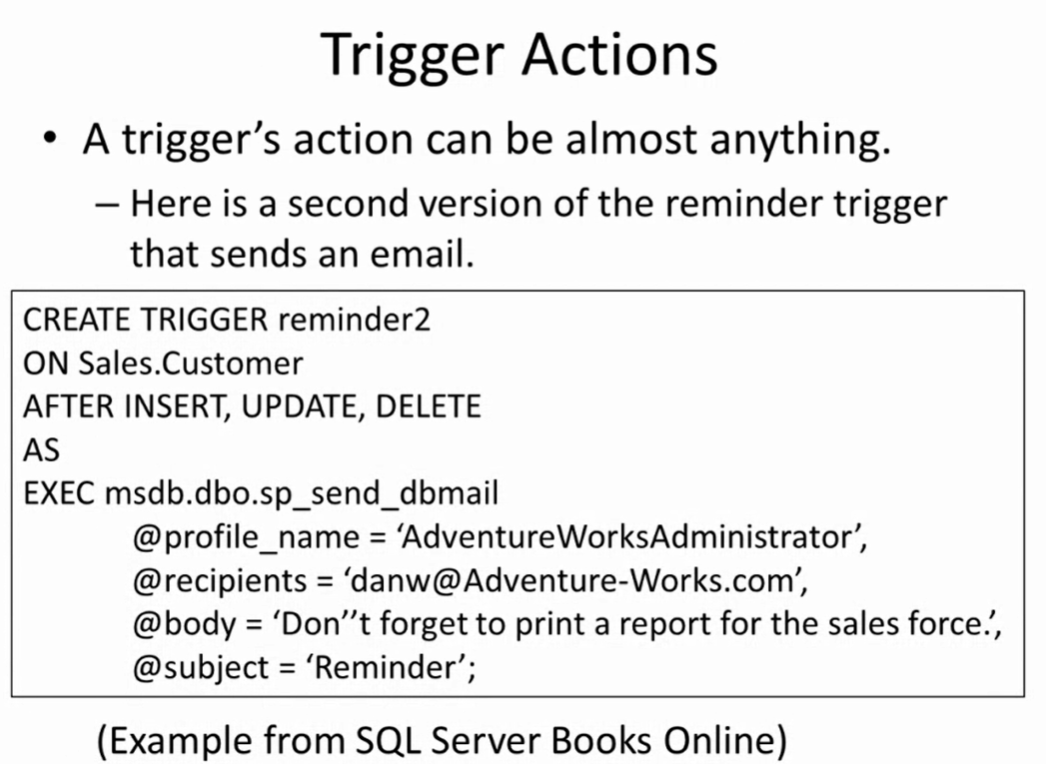 Trigger Actions
• A trigger’s action can be almost anything.
– Here is a second version of the reminder trigger
that sends an email.
CREATE TRIGGER reminder2
ON Sales.Customer
AFTER INSERT, UPDATE, DELETE
AS
EXEC msdb.dbo.sp_send_dbmail
@profile_name = ‘AdventureWorksAdministrator’,
@recipients = ‘danw@Adventure-Works.com’,
@body = ‘Don’’t forget to print a report for the sales force.’,
@subject = ‘Reminder’;
(Example from SQL Server Books Online)